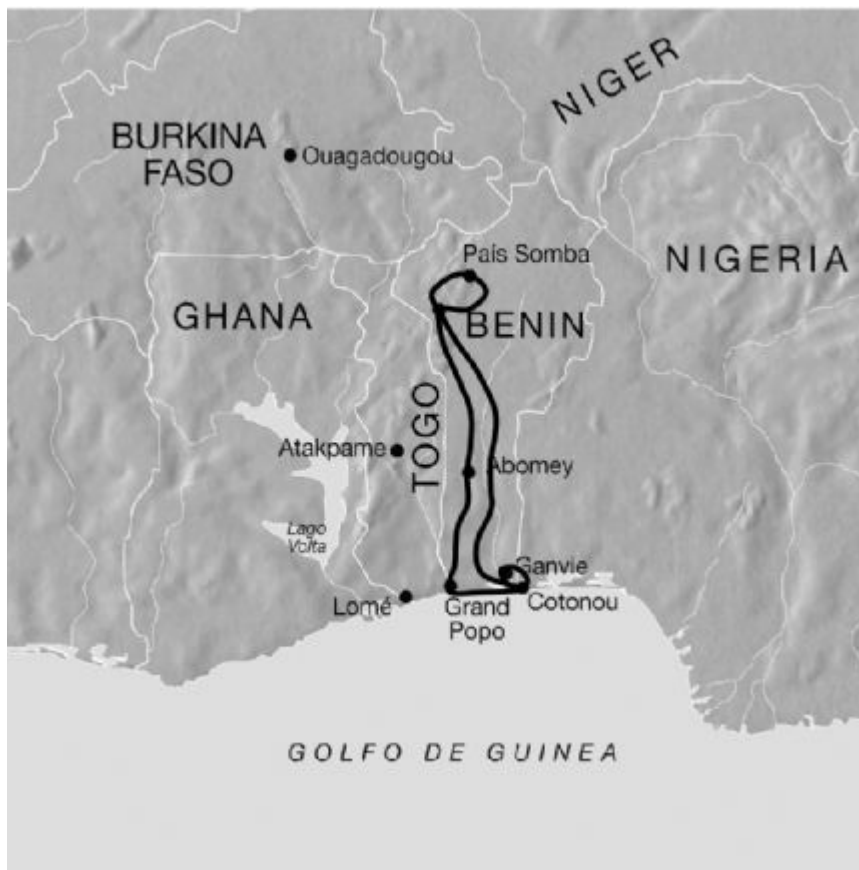 NIGER
BURKINA
FASO
Ouagadougou
País Somba
NIGERIA
GHANA
BENIN
TOGO
Atakpame
Abomey
Lago
Volta
Ganvie
Lomé
Grand
Popo
Cotonou
GOLFO DE GUINEA